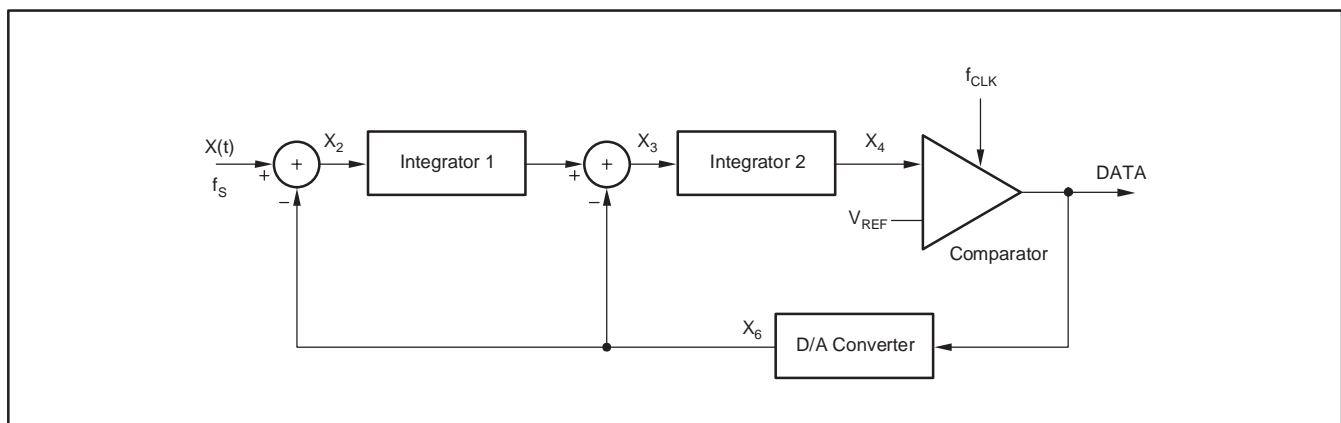 f_CLK
X(t)
f_S
+
−
+
X_2
Integrator 1
+
−
+
X_3
Integrator 2
X_4
V_REF
Comparator
DATA
X_6
D/A Converter